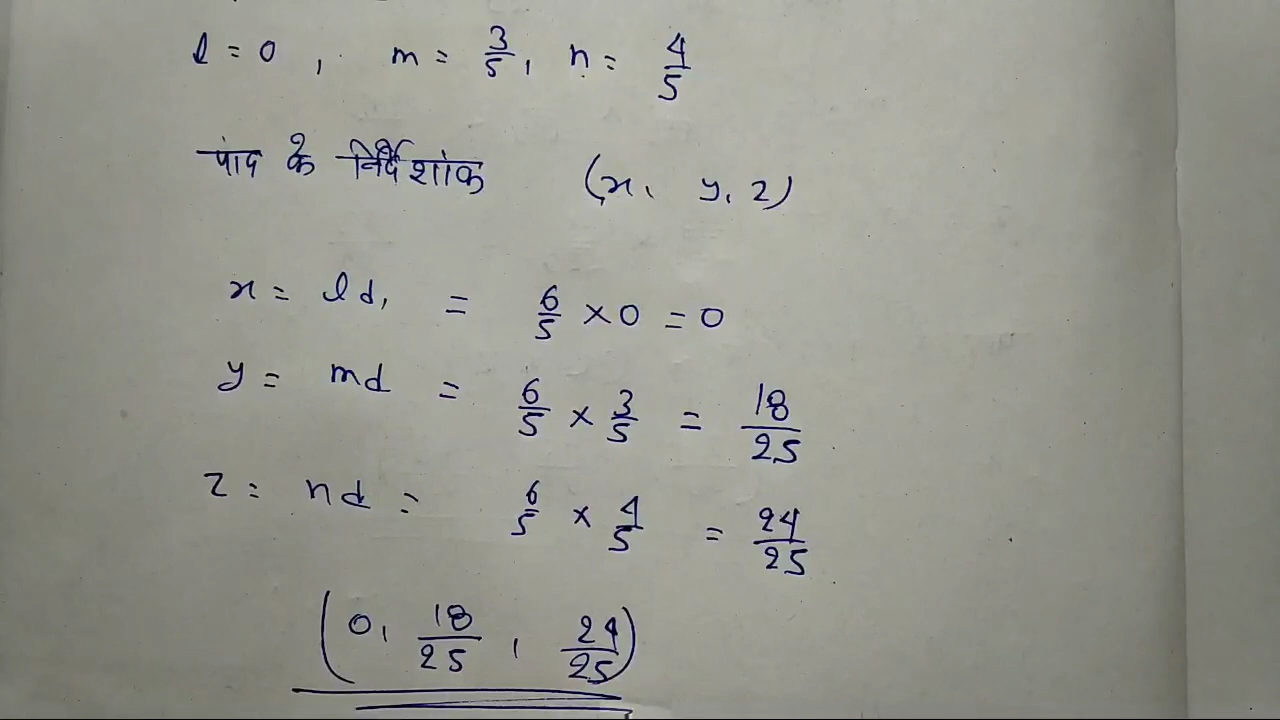 l = 0 , m = 3/5, n = 4/5
पाद के निर्देशांक (x, y, z)
x = ld, = 6/5 × 0 = 0
y = md = 6/5 × 3/5 = 18/25
z = nd = 6/5 × 4/5 = 24/25
(0, 18/25, 24/25)